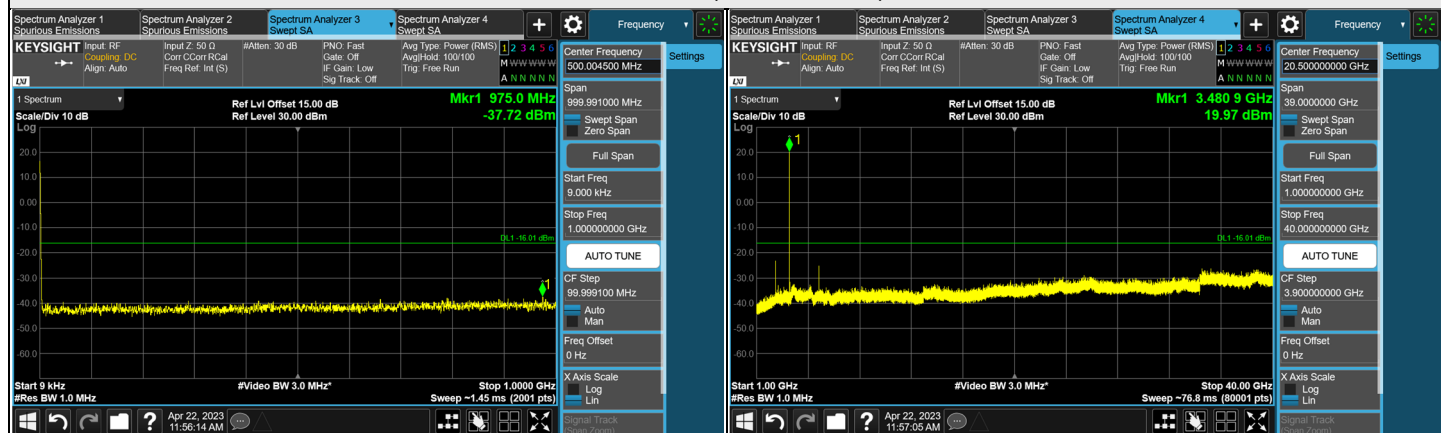 Spectrum Analyzer 1
Spurious Emissions
Spectrum Analyzer 2
Spurious Emissions
Spectrum Analyzer 3
Swept SA
Spectrum Analyzer 4
Swept SA
+
Frequency
KEYSIGHT
LXI
Input: RF
Coupling: DC
Align: Auto
Input Z: 50 Ω
Corr CCorr RCal
Freq Ref: Int (S)
#Atten: 30 dB
PNO: Fast
Gate: Off
IF Gain: Low
Sig Track: Off
Avg Type: Power (RMS)
Avg|Hold: 100/100
Trig: Free Run
1 2 3 4 5 6
M W W W W W
A N N N N N
1 Spectrum
Scale/Div 10 dB
Log
Ref Lvl Offset 15.00 dB
Ref Level 30.00 dBm
Mkr1 975.0 MHz
-37.72 dBm
20.0
10.0
0.00
-10.0
DL1 -16.01 dBm
-20.0
-30.0
1
-40.0
-50.0
-60.0
Start 9 kHz
#Res BW 1.0 MHz
#Video BW 3.0 MHz*
Stop 1.0000 GHz
Sweep ~1.45 ms (2001 pts)
Apr 22, 2023
11:56:14 AM
Center Frequency
500.004500 MHz
Settings
Span
999.991000 MHz
Swept Span
Zero Span
Full Span
Start Freq
9.000 kHz
Stop Freq
1.000000000 GHz
AUTO TUNE
CF Step
99.999100 MHz
Auto
Man
Freq Offset
0 Hz
X Axis Scale
Log
Lin
Signal Track
(Span Zoom)
Spectrum Analyzer 1
Spurious Emissions
Spectrum Analyzer 2
Spurious Emissions
Spectrum Analyzer 3
Swept SA
Spectrum Analyzer 4
Swept SA
+
Frequency
KEYSIGHT
LXI
Input: RF
Coupling: DC
Align: Auto
Input Z: 50 Ω
Corr CCorr RCal
Freq Ref: Int (S)
#Atten: 30 dB
PNO: Fast
Gate: Off
IF Gain: Low
Sig Track: Off
Avg Type: Power (RMS)
Avg|Hold: 100/100
Trig: Free Run
1 2 3 4 5 6
M W W W W W
A N N N N N
1 Spectrum
Scale/Div 10 dB
Log
Ref Lvl Offset 15.00 dB
Ref Level 30.00 dBm
Mkr1 3.480 9 GHz
19.97 dBm
1
20.0
10.0
0.00
-10.0
DL1 -16.01 dBm
-20.0
-30.0
-40.0
-50.0
-60.0
Start 1.00 GHz
#Res BW 1.0 MHz
#Video BW 3.0 MHz*
Stop 40.00 GHz
Sweep ~76.8 ms (80001 pts)
Apr 22, 2023
11:57:05 AM
Center Frequency
20.500000000 GHz
Settings
Span
39.0000000 GHz
Swept Span
Zero Span
Full Span
Start Freq
1.000000000 GHz
Stop Freq
40.000000000 GHz
AUTO TUNE
CF Step
3.900000000 GHz
Auto
Man
Freq Offset
0 Hz
X Axis Scale
Log
Lin
Signal Track
(Span Zoom)